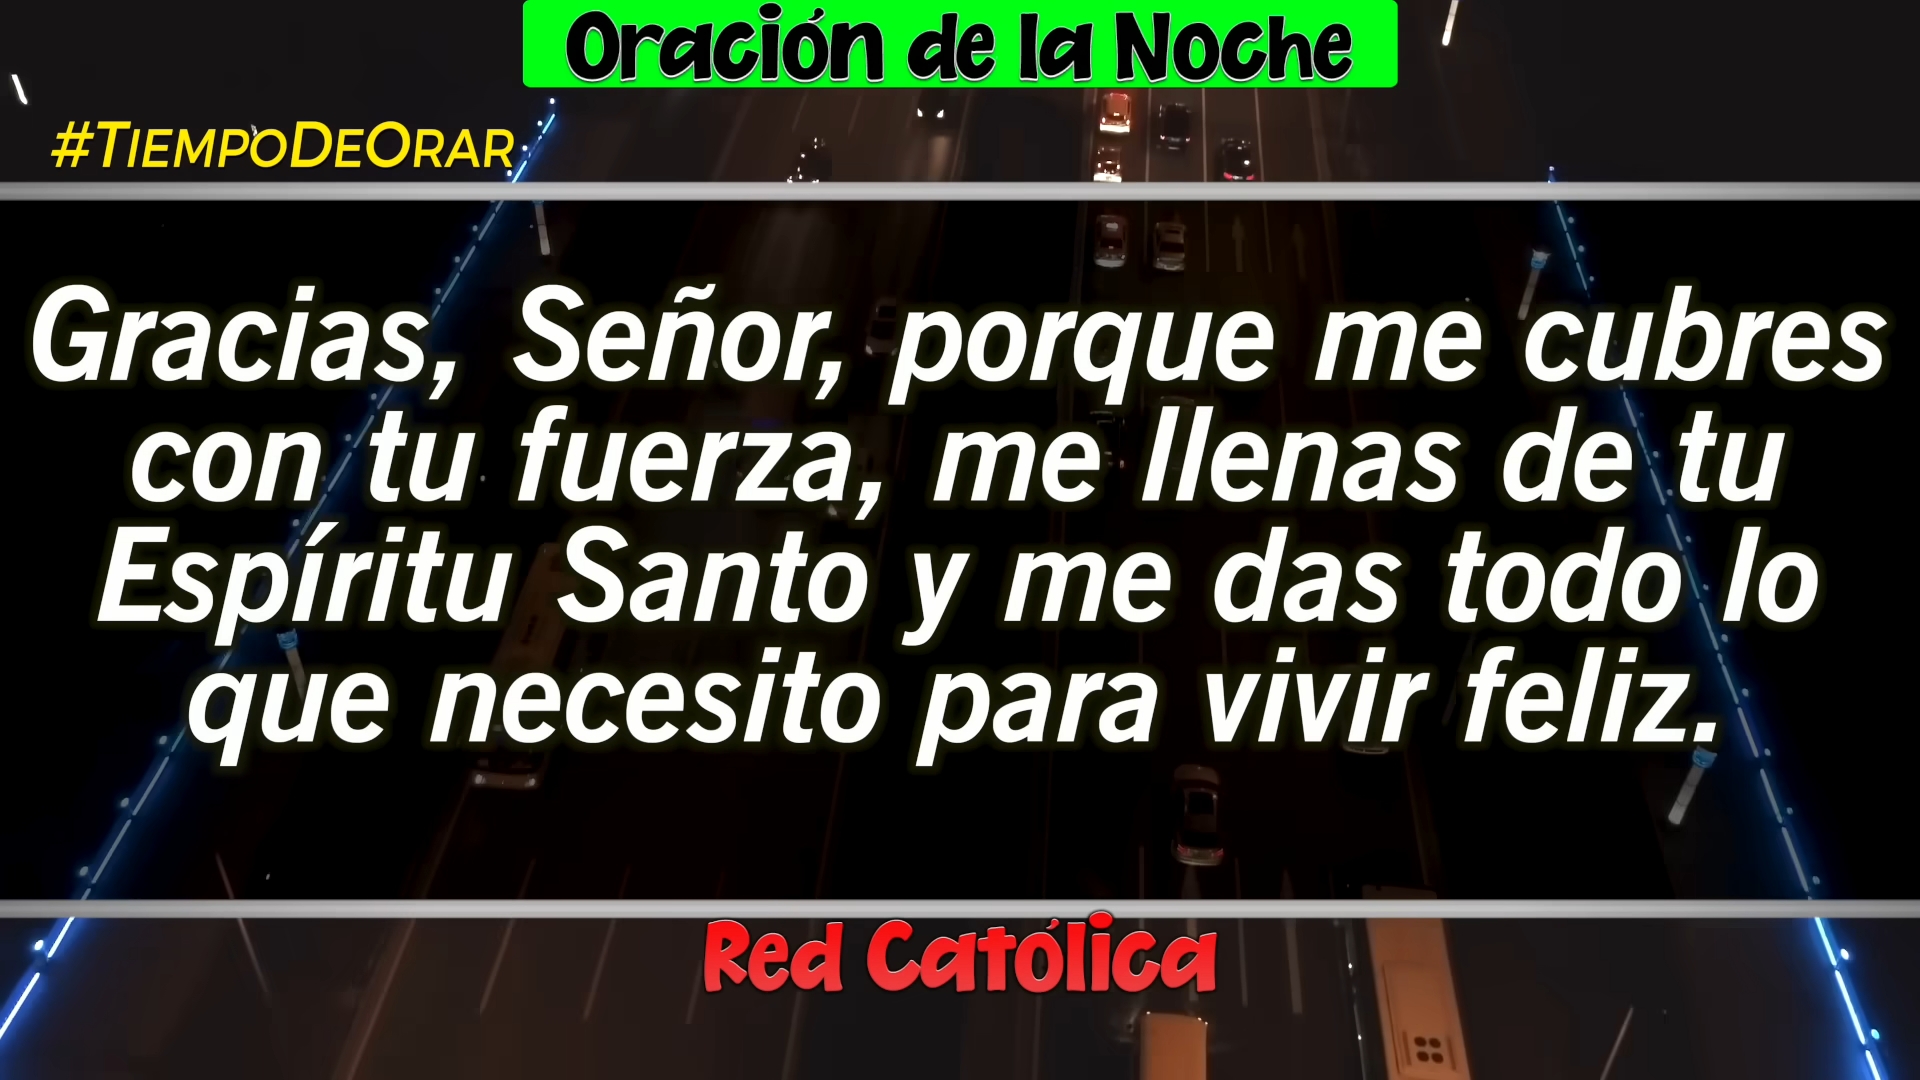 Oración de la Noche
#TiempoDeOrar
Gracias, Señor, porque me cubres
con tu fuerza, me llenas de tu
Espíritu Santo y me das todo lo
que necesito para vivir feliz.
Red Católica